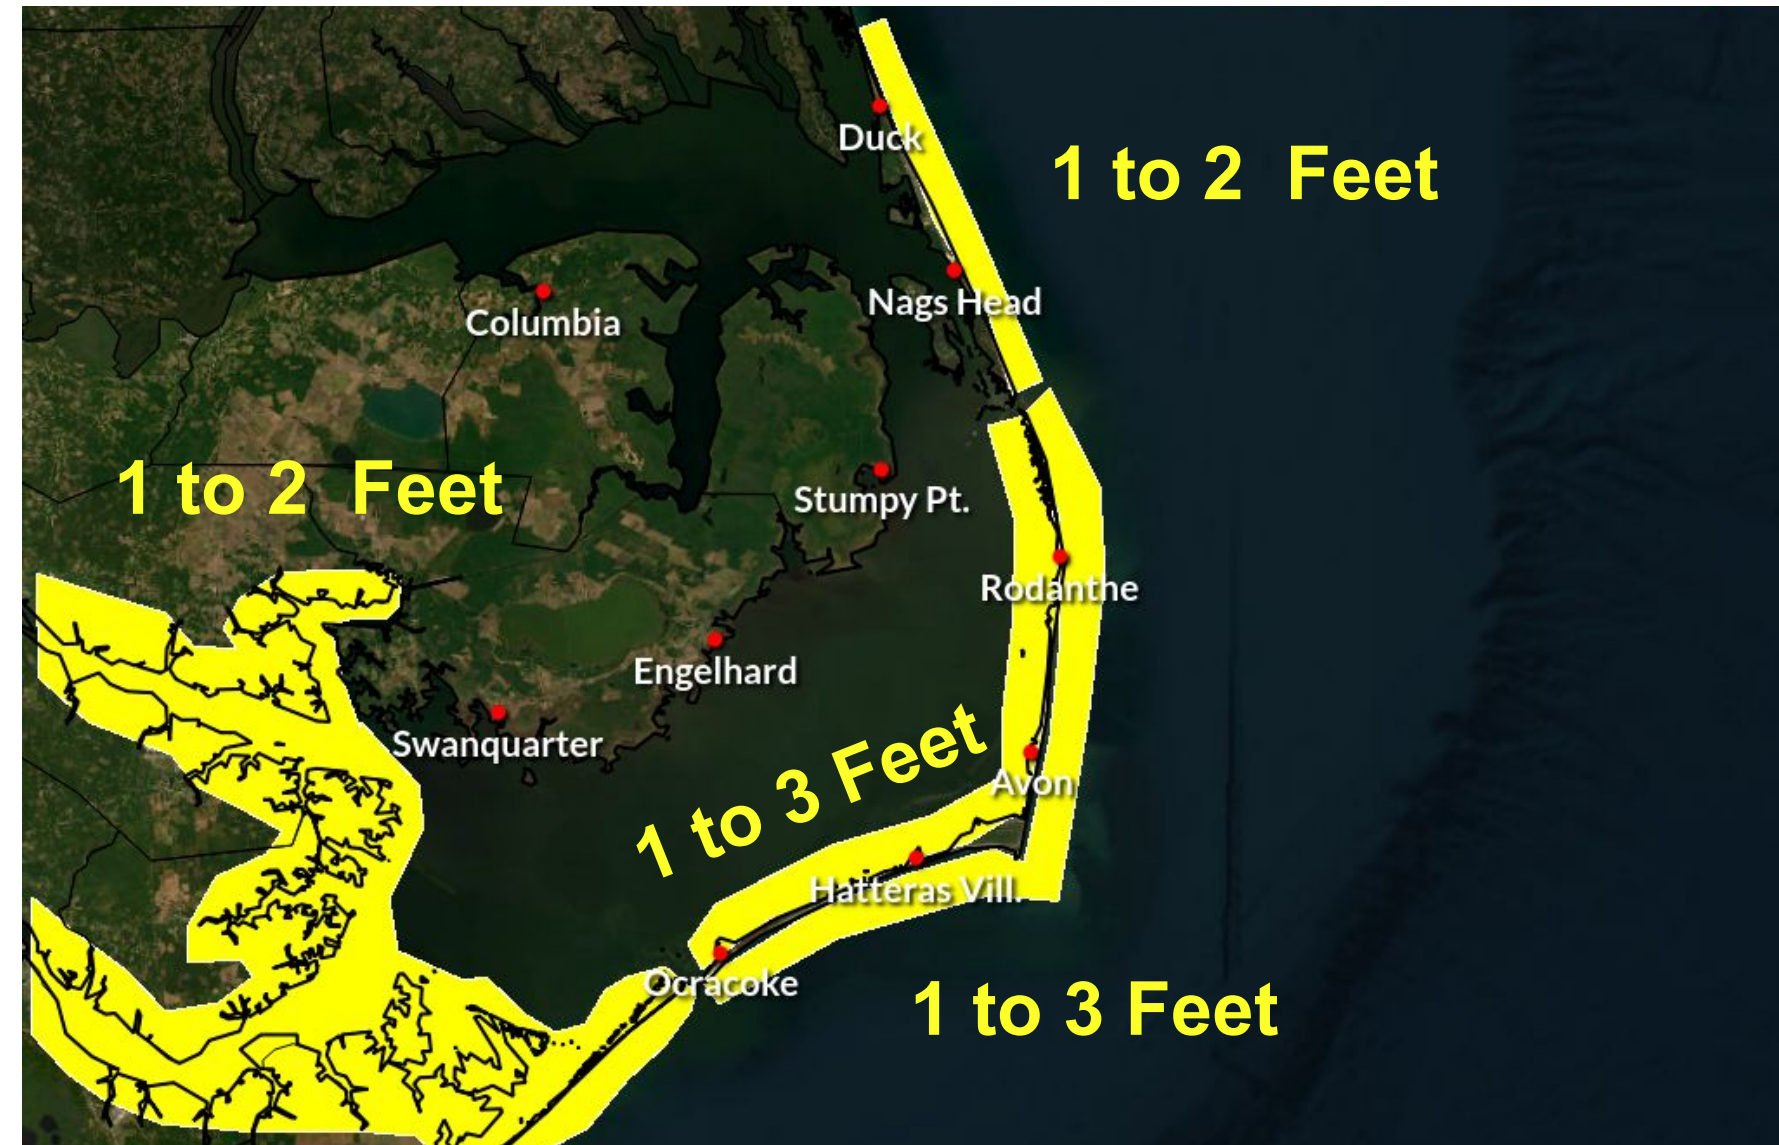 Duck
1 to 2  Feet
Nags Head
Columbia
1 to 2  Feet
Stumpy Pt.
Rodanthe
Engelhard
Swanquarter
1 to 3 Feet
Avon
Hatteras Vill.
Ocracoke
1 to 3 Feet